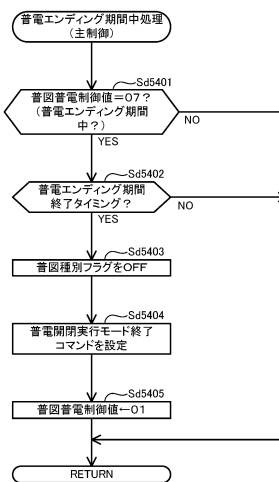 普電エンディング期間中処理
(主制御)
Sd5401
普図普電制御値=07?
(普電エンディング期間
中?)
NO
YES
Sd5402
普電エンディング期間
終了タイミング?
NO
YES
Sd5403
普図種別フラグをOFF
Sd5404
普電開閉実行モード終了
コマンドを設定
Sd5405
普図普電制御値←01
RETURN